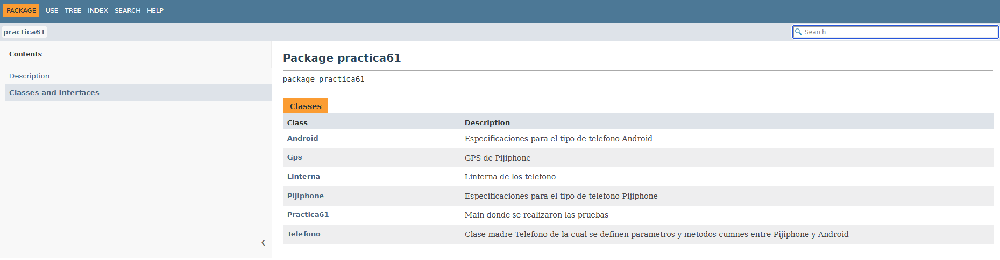 PACKAGE USE TREE INDEX SEARCH HELP
practica61
Search
Contents
Description
Classes and Interfaces
Package practica61
package practica61
Classes
Class Description
Android Especificaciones para el tipo de telefono Android
Gps GPS de Pijiphone
Linterna Linterna de los telefono
Pijiphone Especificaciones para el tipo de telefono Pijiphone
Practica61 Main donde se realizaron las pruebas
Telefono Clase madre Telefono de la cual se definen parametros y metodos cumnes entre Pijiphone y Android